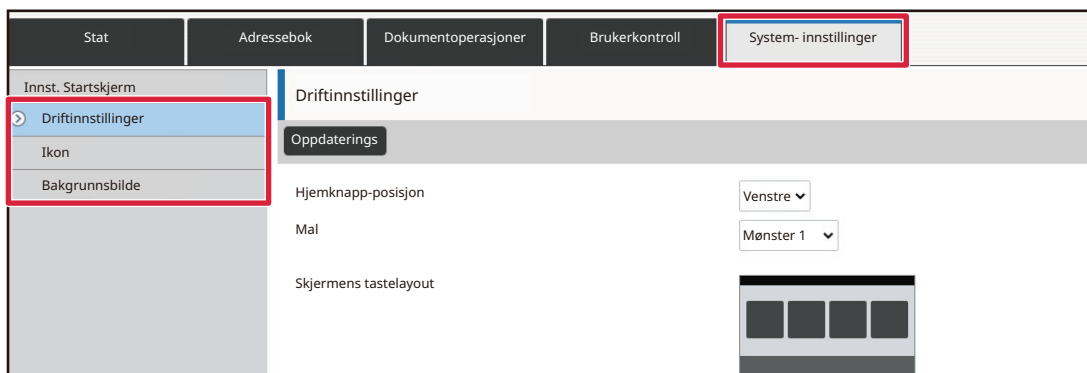 Stat
Adressebok
Dokumentoperasjoner
Brukerkontroll
System- innstillinger
Innst. Startskjerm
Driftinnstillinger
Ikon
Bakgrunnsbilde
Driftinnstillinger
Oppdaterings
Hjemknapp-posisjon
Venstre
Mal
Mønster 1
Skjermens tastelayout